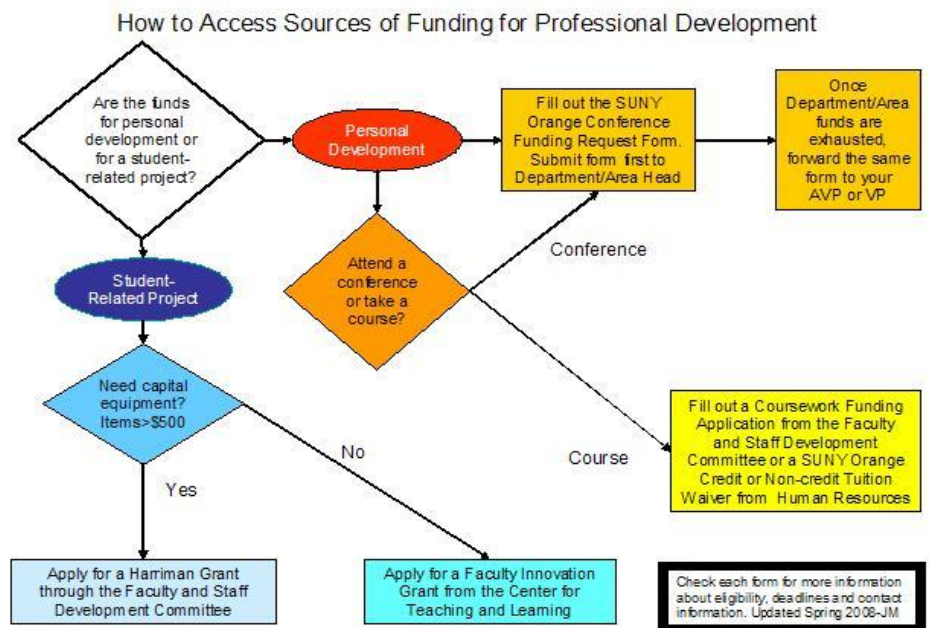 How to Access Sources of Funding for Professional Development
Are the funds
for personal
development or
for a student-
related project?
Personal
Development
Fill out the SUNY
Orange Conference
Funding Request Form.
Submit form first to
Department/Area Head
Once
Department/Area
funds are
exhausted,
forward the same
form to your
AVP or VP
Conference
Student-
Related Project
Attend a
conference
or take a
course?
Need capital
equipment?
Items>$500
No
Course
Fill out a Coursework Funding
Application from the Faculty
and Staff Development
Committee or a SUNY Orange
Credit or Non-credit Tuition
Waiver from Human Resources
Yes
Apply for a Harriman Grant
through the Faculty and Staff
Development Committee
Apply for a Faculty Innovation
Grant from the Center for
Teaching and Learning
Check each form for more information
about eligibility, deadlines and contact
information. Updated Spring 2008-JM